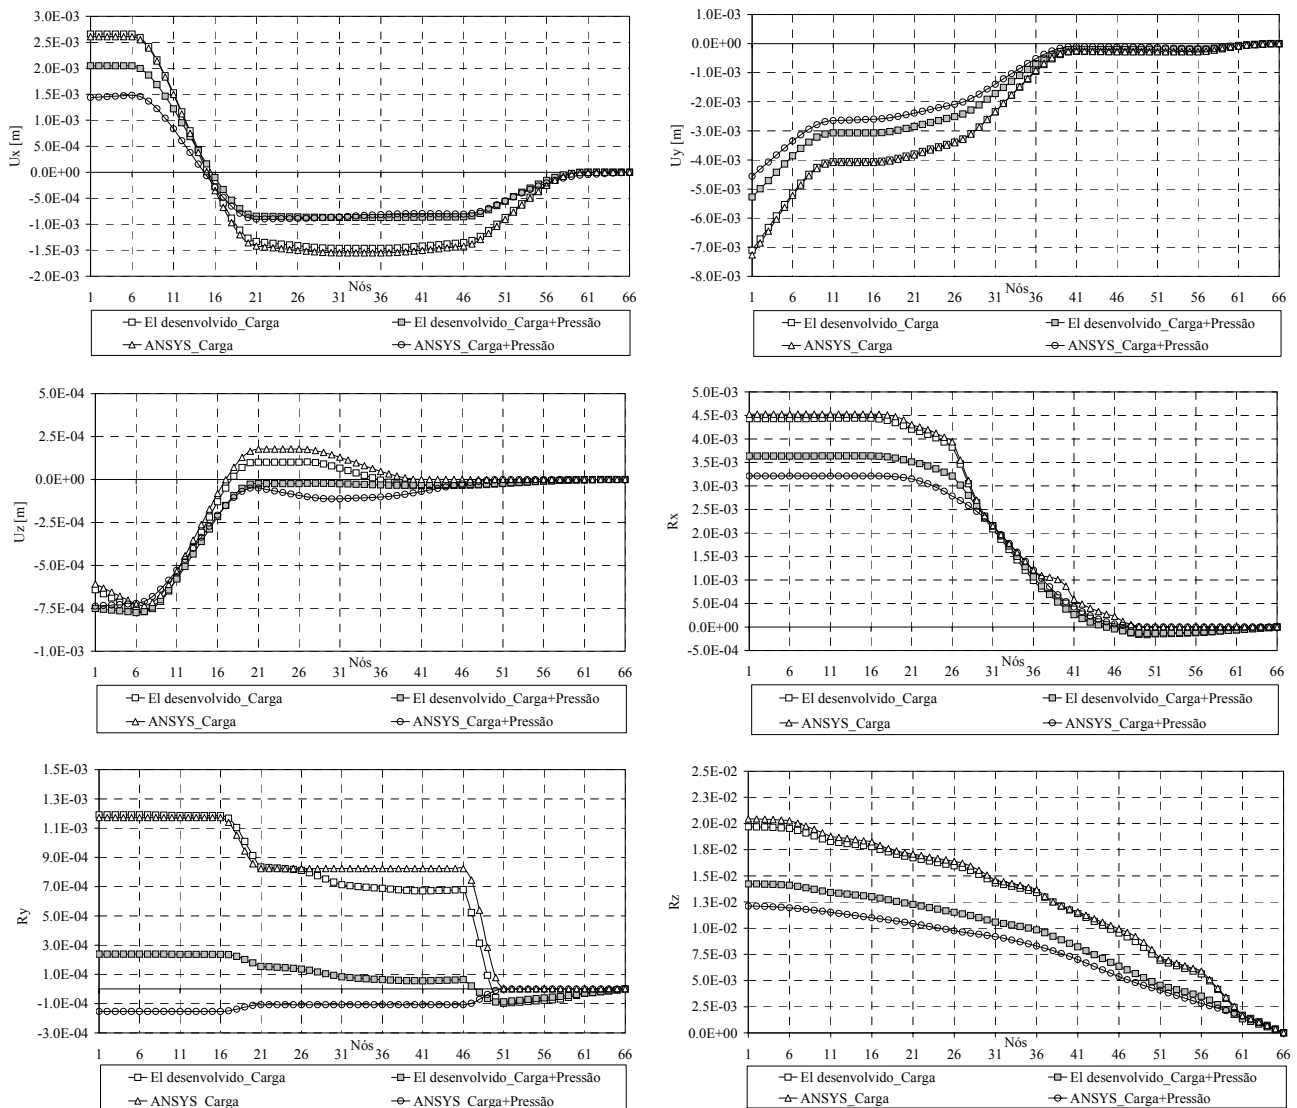 3.0E-03
2.5E-03
2.0E-03
1.5E-03
1.0E-03
5.0E-04
0.0E+00
-5.0E-04
-1.0E-03
-1.5E-03
-2.0E-03
Ux [m]
1 6 11 16 21 26 31 36 41 46 51 56 61 66
Nós
El desenvolvido_Carga El desenvolvido_Carga+Pressão
ANSYS_Carga ANSYS_Carga+Pressão
1.0E-03
0.0E+00
-1.0E-03
-2.0E-03
-3.0E-03
-4.0E-03
-5.0E-03
-6.0E-03
-7.0E-03
-8.0E-03
Uy [m]
1 6 11 16 21 26 31 36 41 46 51 56 61 66
Nós
El desenvolvido_Carga El desenvolvido_Carga+Pressão
ANSYS_Carga ANSYS_Carga+Pressão
5.0E-04
2.5E-04
0.0E+00
-2.5E-04
-5.0E-04
-7.5E-04
-1.0E-03
Uz [m]
1 6 11 16 21 26 31 36 41 46 51 56 61 66
Nós
El desenvolvido_Carga El desenvolvido_Carga+Pressão
ANSYS_Carga ANSYS_Carga+Pressão
5.0E-03
4.5E-03
4.0E-03
3.5E-03
3.0E-03
2.5E-03
2.0E-03
1.5E-03
1.0E-03
5.0E-04
0.0E+00
-5.0E-04
Rx
1 6 11 16 21 26 31 36 41 46 51 56 61 66
Nós
El desenvolvido_Carga El desenvolvido_Carga+Pressão
ANSYS_Carga ANSYS_Carga+Pressão
1.5E-03
1.3E-03
1.1E-03
9.0E-04
7.0E-04
5.0E-04
3.0E-04
1.0E-04
-1.0E-04
-3.0E-04
Ry
1 6 11 16 21 26 31 36 41 46 51 56 61 66
Nós
El desenvolvido_Carga El desenvolvido_Carga+Pressão
ANSYS_Carga ANSYS_Carga+Pressão
2.5E-02
2.3E-02
2.0E-02
1.8E-02
1.5E-02
1.3E-02
1.0E-02
7.5E-03
5.0E-03
2.5E-03
0.0E+00
Rz
1 6 11 16 21 26 31 36 41 46 51 56 61 66
Nós
El desenvolvido_Carga El desenvolvido_Carga+Pressão
ANSYS_Carga ANSYS_Carga+Pressão